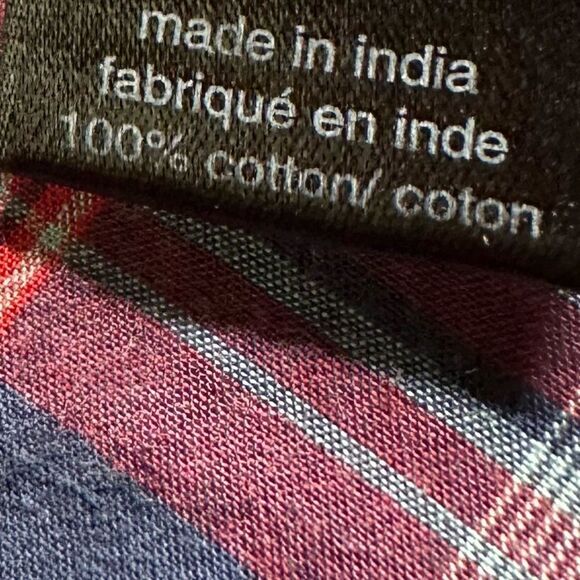 made in india
fabriqué en inde
100% cotton/ coton